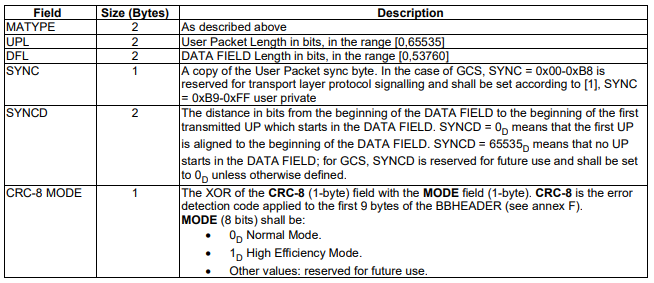 Field Size (Bytes) Description
MATYPE 2 As described above
UPL 2 User Packet Length in bits, in the range [0,65535]
DFL 2 DATA FIELD Length in bits, in the range [0,53760]
SYNC 1 A copy of the User Packet sync byte. In the case of GCS, SYNC = 0x00-0xB8 is
reserved for transport layer protocol signalling and shall be set according to [1], SYNC
= 0xB9-0xFF user private
SYNCD 2 The distance in bits from the beginning of the DATA FIELD to the beginning of the first
transmitted UP which starts in the DATA FIELD. SYNCD = 0D means that the first UP
is aligned to the beginning of the DATA FIELD. SYNCD = 65535D means that no UP
starts in the DATA FIELD; for GCS, SYNCD is reserved for future use and shall be set
to 0D unless otherwise defined.
CRC-8 MODE 1 The XOR of the CRC-8 (1-byte) field with the MODE field (1-byte). CRC-8 is the error
detection code applied to the first 9 bytes of the BBHEADER (see annex F).
MODE (8 bits) shall be:
• 0D Normal Mode.
• 1D High Efficiency Mode.
• Other values: reserved for future use.